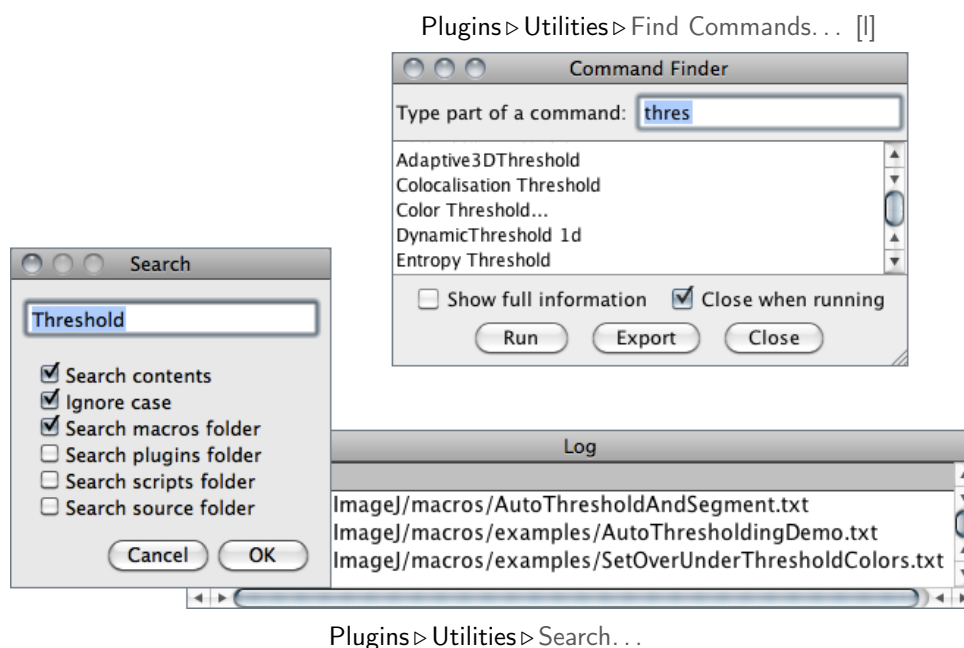 Plugins ▷ Utilities ▷ Find Commands... [l]
Command Finder
Type part of a command: thres
Adaptive3DThreshold
Colocalisation Threshold
Color Threshold...
DynamicThreshold 1d
Entropy Threshold
Show full information Close when running
Run Export Close
Search
Threshold
Search contents
Ignore case
Search macros folder
Search plugins folder
Search scripts folder
Search source folder
Cancel OK
Log
ImageJ/macros/AutoThresholdAndSegment.txt
ImageJ/macros/examples/AutoThresholdingDemo.txt
ImageJ/macros/examples/SetOverUnderThresholdColors.txt
Plugins ▷ Utilities ▷ Search...